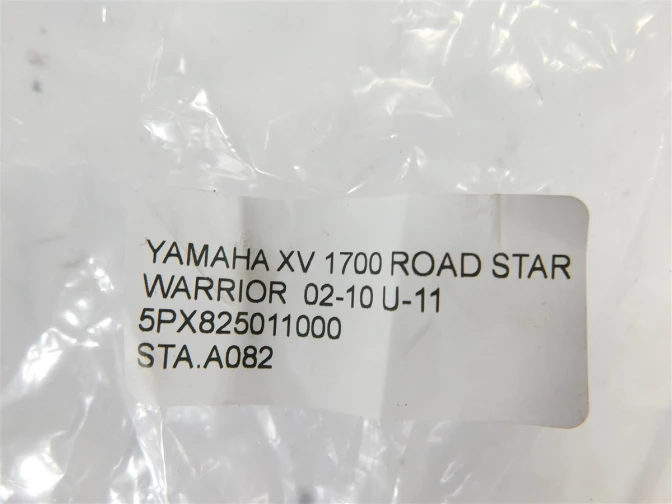 YAMAHA XV 1700 ROAD STAR
WARRIOR 02-10 U-11
5PX825011000
STA.A082